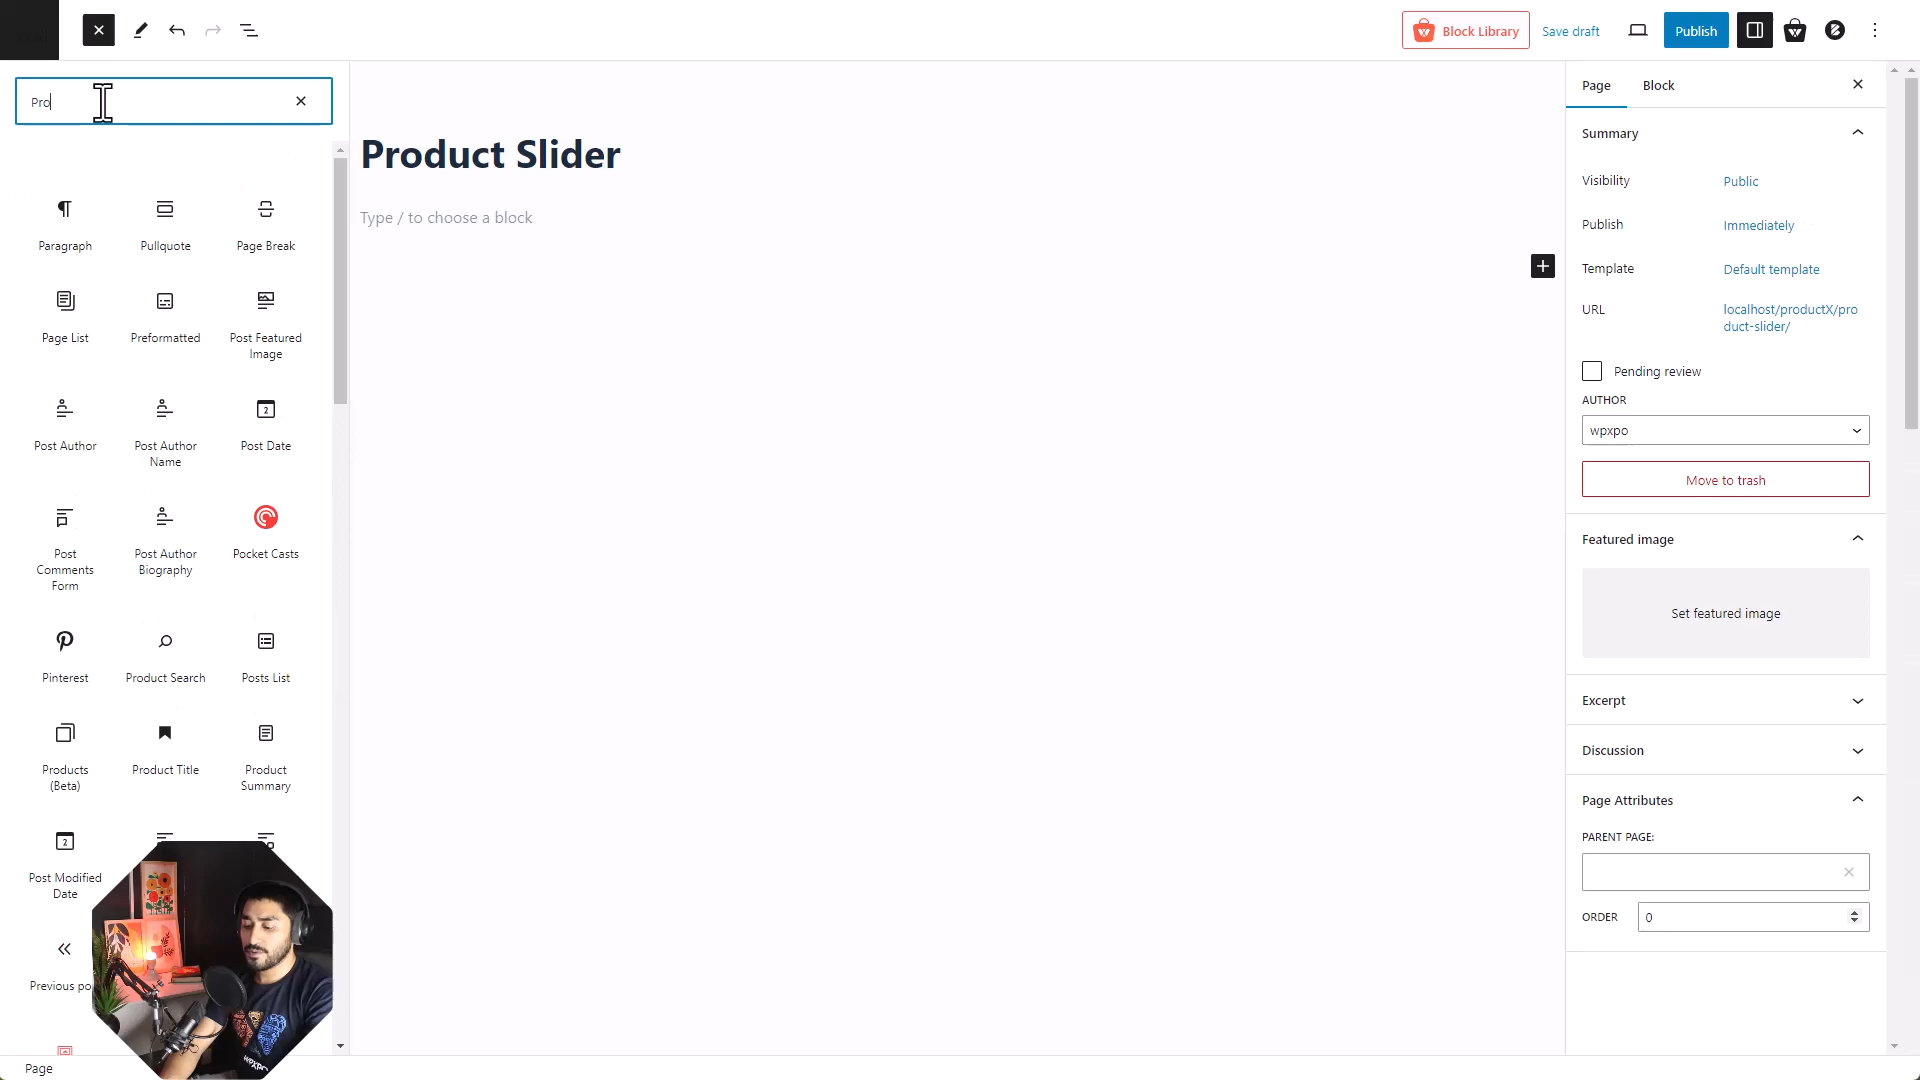 Block Library
Save draft
Publish
Pro
Paragraph
Pullquote
Page Break
Page List
Preformatted
Post Featured
Image
Post Author
Post Author
Name
Post Date
Post
Comments
Form
Post Author
Biography
Pocket Casts
Pinterest
Product Search
Posts List
Products
(Beta)
Product Title
Product
Summary
Post Modified
Date
Previous po
Page
Product Slider
Type / to choose a block
Page
Block
Summary
Visibility
Public
Publish
Immediately
Template
Default template
URL
localhost/productX/pro
duct-slider/
Pending review
AUTHOR
wpxpo
Move to trash
Featured image
Set featured image
Excerpt
Discussion
Page Attributes
PARENT PAGE:
ORDER
0